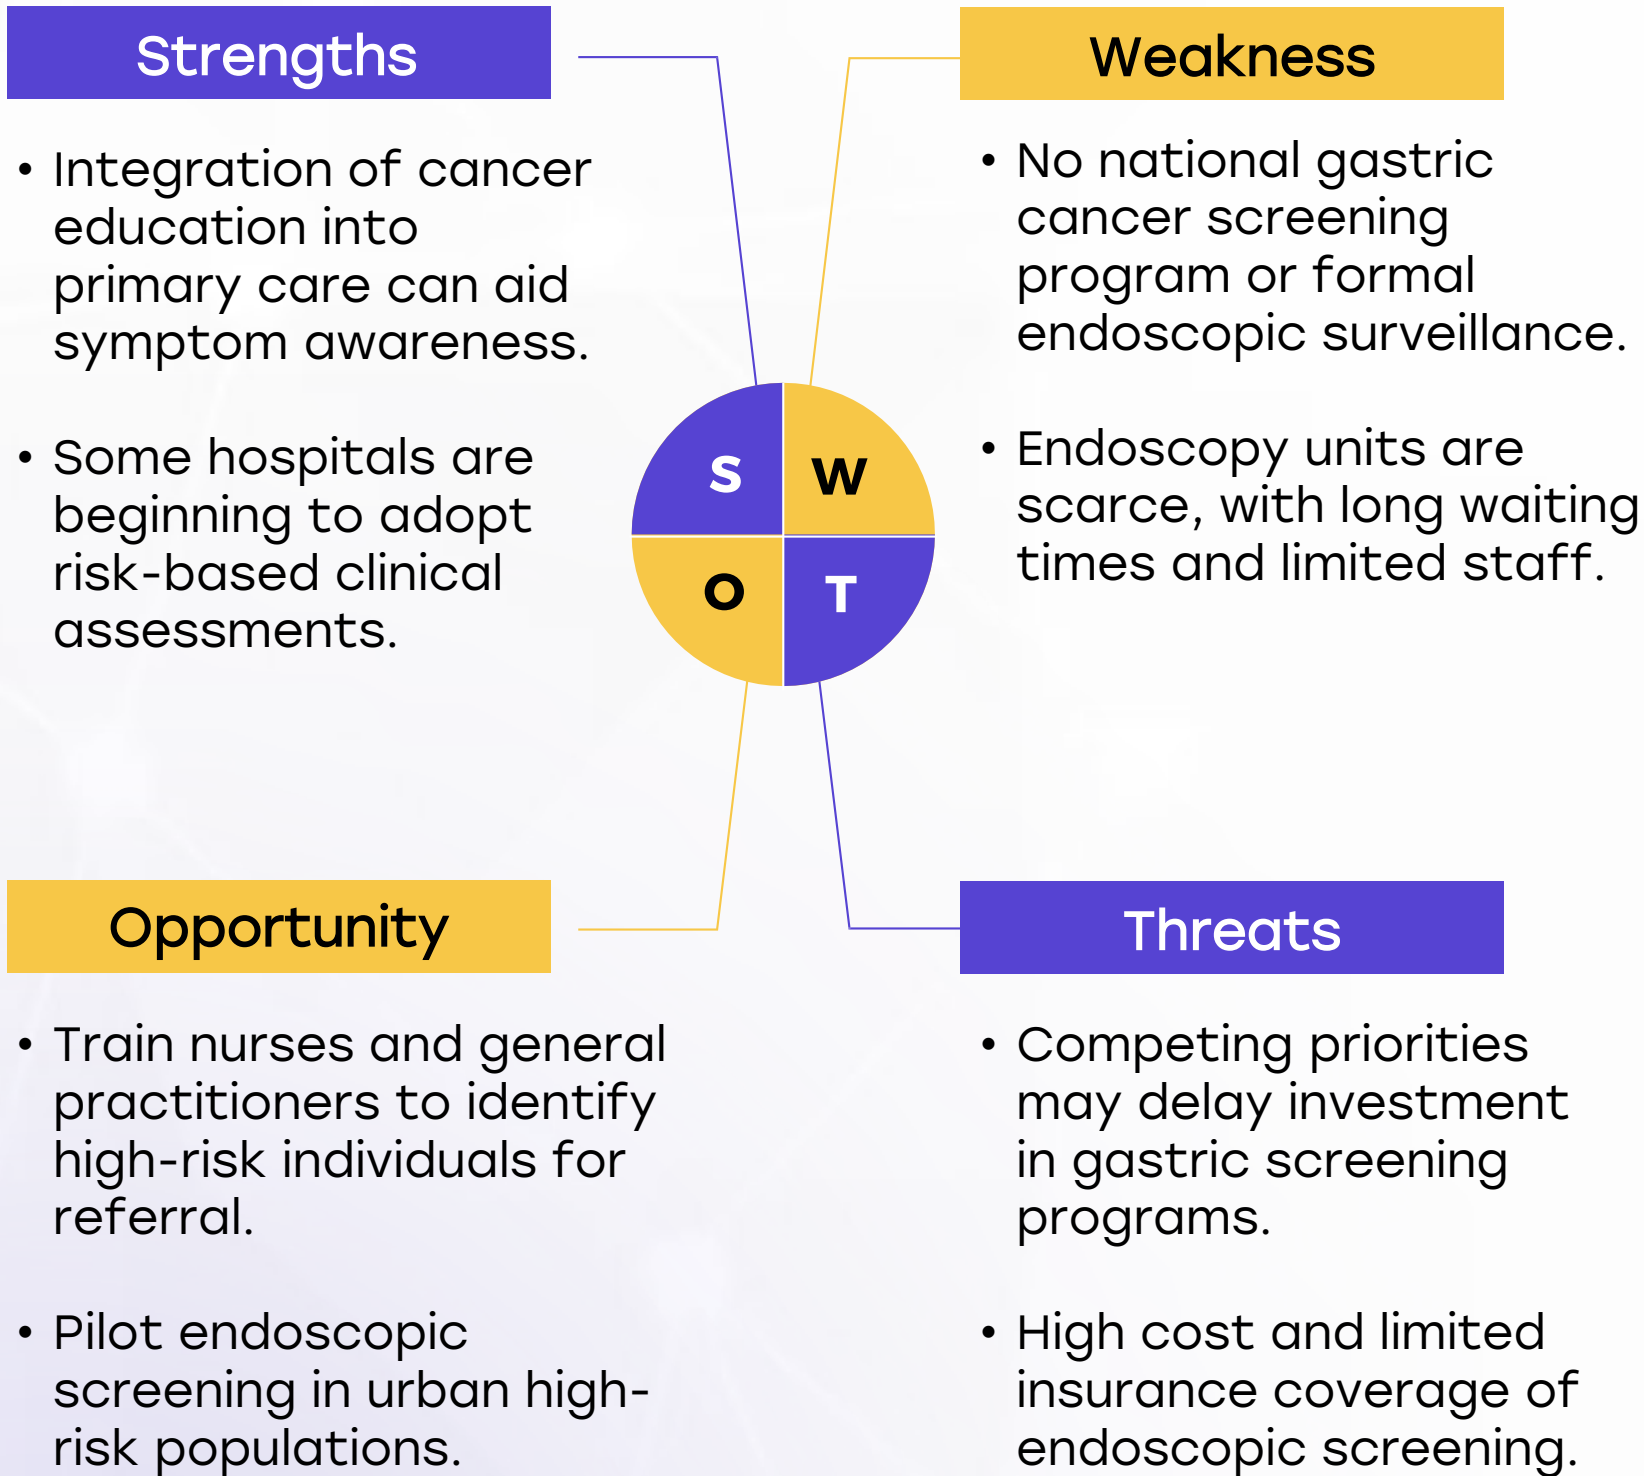 Strengths
• Integration of cancer
education into
primary care can aid
symptom awareness.
• Some hospitals are
beginning to adopt
risk-based clinical
assessments.
Weakness
• No national gastric
cancer screening
program or formal
endoscopic surveillance.
• Endoscopy units are
scarce, with long waiting
times and limited staff.
S
W
O
T
Opportunity
• Train nurses and general
practitioners to identify
high-risk individuals for
referral.
• Pilot endoscopic
screening in urban high-
risk populations.
Threats
• Competing priorities
may delay investment
in gastric screening
programs.
• High cost and limited
insurance coverage of
endoscopic screening.